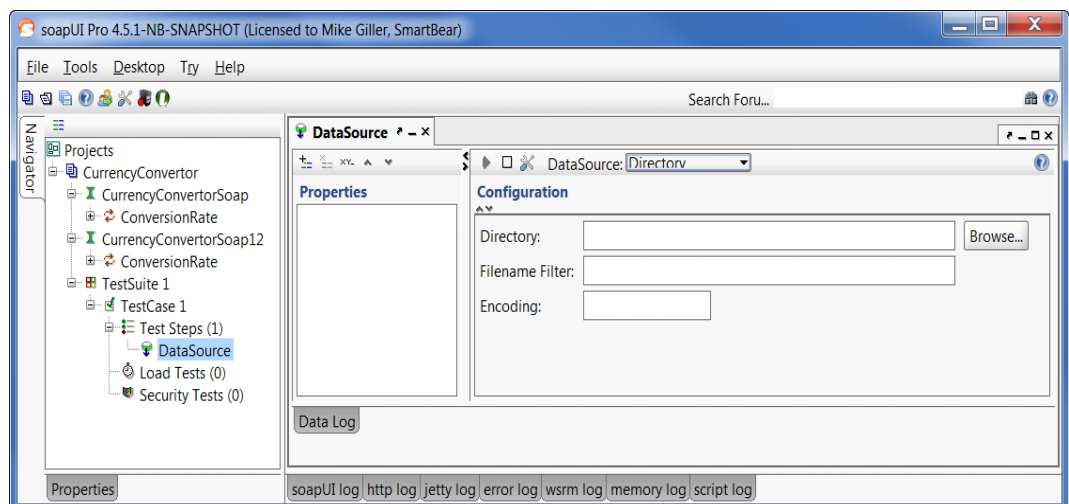 soapUI Pro 4.5.1-NB-SNAPSHOT (Licensed to Mike Giller, SmartBear)
File Tools Desktop Try Help
Search Foru...
Navigator
Projects
CurrencyConvertor
CurrencyConvertorSoap
ConversionRate
CurrencyConvertorSoap12
ConversionRate
TestSuite 1
TestCase 1
Test Steps (1)
DataSource
Load Tests (0)
Security Tests (0)
Properties
DataSource
XY-
DataSource: Directory
Properties
Configuration
Directory:
Browse...
Filename Filter:
Encoding:
Data Log
soapUI log http log jetty log error log wsrm log memory log script log